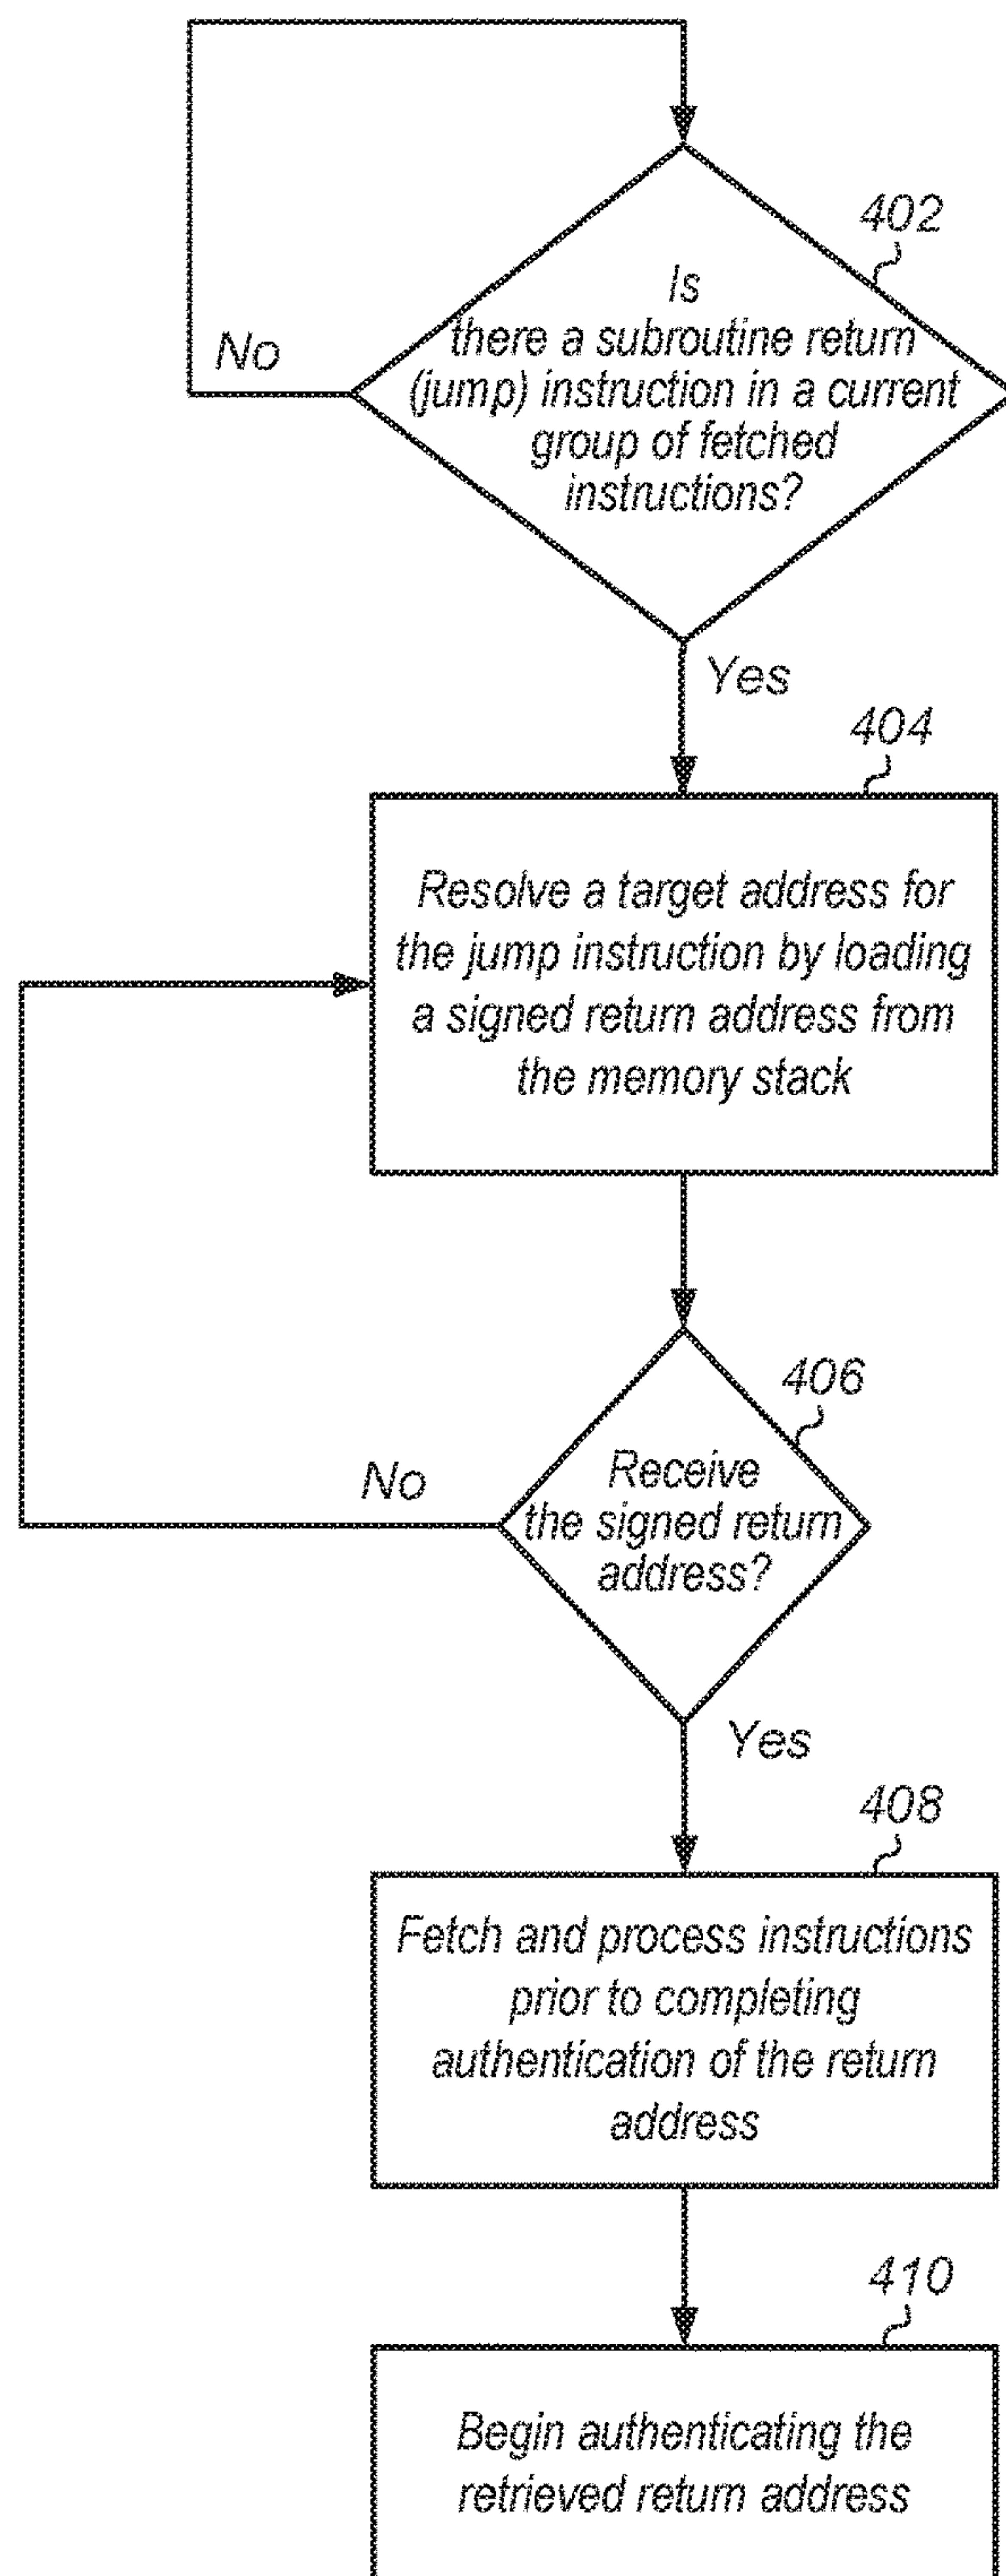 402
Is
there a subroutine return
(jump) instruction in a current
group of fetched
instructions?
No
Yes
404
Resolve a target address for
the jump instruction by loading
a signed return address from
the memory stack
406
Receive
the signed return
address?
No
Yes
408
Fetch and process instructions
prior to completing
authentication of the return
address
410
Begin authenticating the
retrieved return address